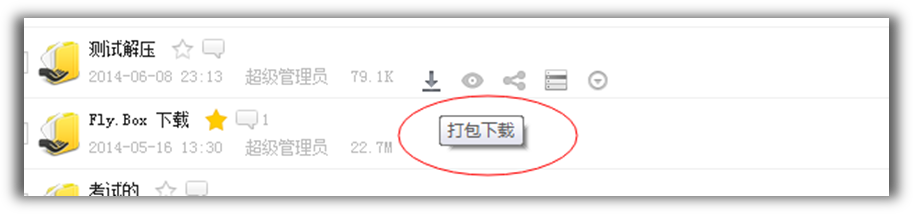 测试解压
2014-06-08 23:13 超级管理员 79.1K
Fly.Box 下载 1
2014-05-16 13:30 超级管理员 22.7M
打包下载
考试的